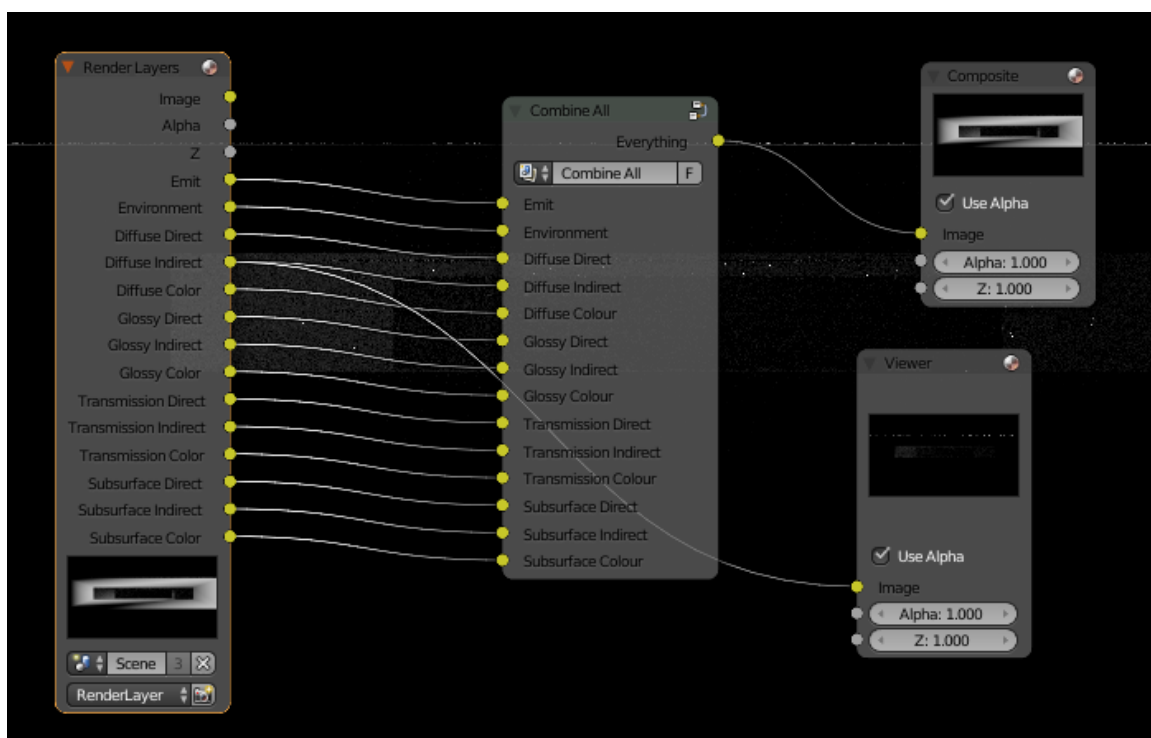 Render Layers
Image
Alpha
Z
Emit
Environment
Diffuse Direct
Diffuse Indirect
Diffuse Color
Glossy Direct
Glossy Indirect
Glossy Color
Transmission Direct
Transmission Indirect
Transmission Color
Subsurface Direct
Subsurface Indirect
Subsurface Color
Scene 3
RenderLayer
Combine All
Everything
Combine All F
Emit
Environment
Diffuse Direct
Diffuse Indirect
Diffuse Colour
Glossy Direct
Glossy Indirect
Glossy Colour
Transmission Direct
Transmission Indirect
Transmission Colour
Subsurface Direct
Subsurface Indirect
Subsurface Colour
Composite
Use Alpha
Image
Alpha: 1.000
Z: 1.000
Viewer
Use Alpha
Image
Alpha: 1.000
Z: 1.000